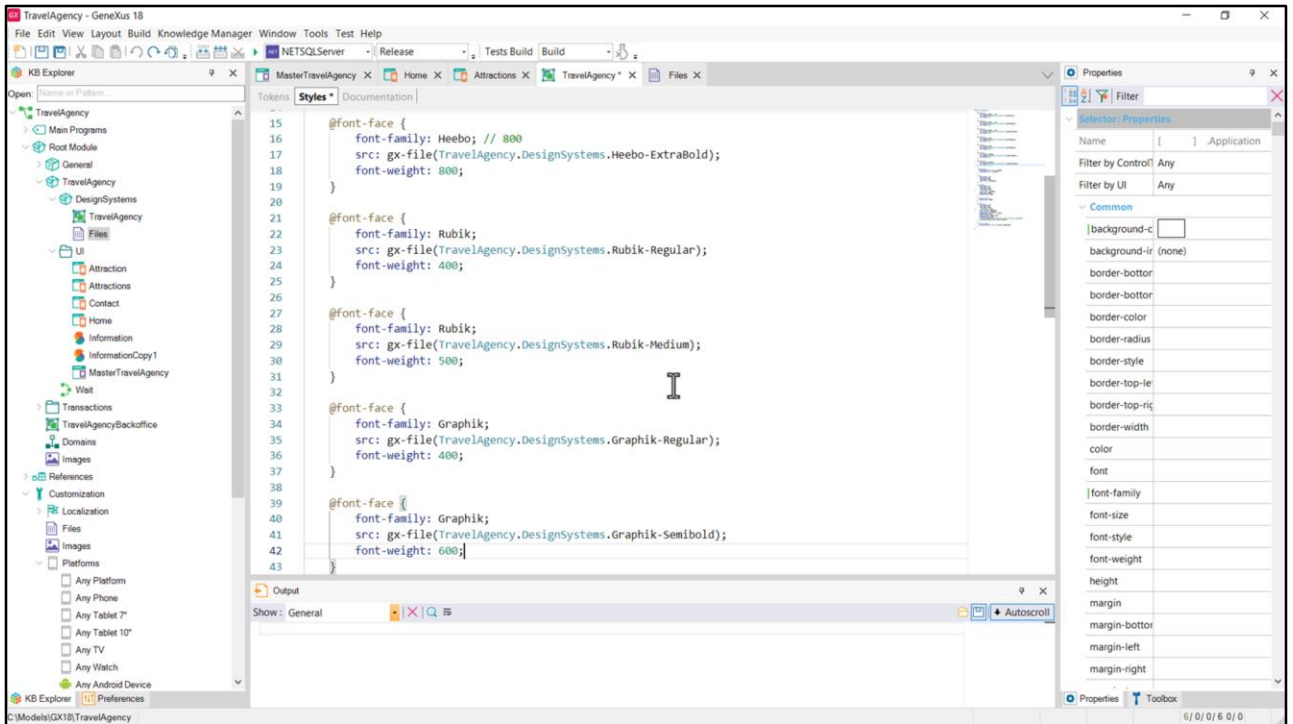 TravelAgency - GeneXus 18
File Edit View Layout Build Knowledge Manager Window Tools Test Help
NETSQLServer Release Tests Build Build
KB Explorer
Open: Name or Pattern...
TravelAgency
Main Programs
Root Module
General
TravelAgency
DesignSystems
TravelAgency
Files
UI
Attraction
Attractions
Contact
Home
Information
InformationCopy1
MasterTravelAgency
Wait
Transactions
TravelAgencyBackoffice
Domains
Images
References
Customization
Localization
Files
Images
Platforms
Any Platform
Any Phone
Any Tablet 7"
Any Tablet 10"
Any TV
Any Watch
Any Android Device
KB Explorer Preferences
MasterTravelAgency Home Attractions TravelAgency* Files
Tokens Styles * Documentation
15 @font-face {
16 font-family: Heebo; // 800
17 src: gx-file(TravelAgency.DesignSystems.Heebo-ExtraBold);
18 font-weight: 800;
19 }
20
21 @font-face {
22 font-family: Rubik;
23 src: gx-file(TravelAgency.DesignSystems.Rubik-Regular);
24 font-weight: 400;
25 }
26
27 @font-face {
28 font-family: Rubik;
29 src: gx-file(TravelAgency.DesignSystems.Rubik-Medium);
30 font-weight: 500;
31 }
32
33 @font-face {
34 font-family: Graphik;
35 src: gx-file(TravelAgency.DesignSystems.Graphik-Regular);
36 font-weight: 400;
37 }
38
39 @font-face {
40 font-family: Graphik;
41 src: gx-file(TravelAgency.DesignSystems.Graphik-Semibold);
42 font-weight: 600;
43 }
Output
Show: General
Autoscroll
Properties
Filter
Selector: Properties
Name [ ] .Application
Filter by ControlT Any
Filter by UI Any
Common
background-c
background-ir (none)
border-bottor
border-bottor
border-color
border-radius
border-style
border-top-le
border-top-rig
border-width
color
font
font-family
font-size
font-style
font-weight
height
margin
margin-bottor
margin-left
margin-right
Properties Toolbox
C:\Models\GX18\TravelAgency
6/ 0/ 0/ 6 0/ 0